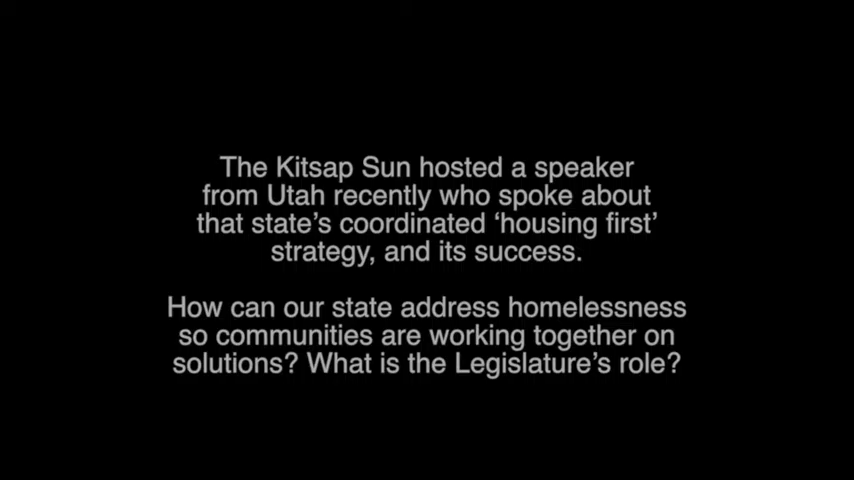 The Kitsap Sun hosted a speaker
from Utah recently who spoke about
that state’s coordinated ‘housing first’
strategy, and its success.
How can our state address homelessness
so communities are working together on
solutions? What is the Legislature’s role?